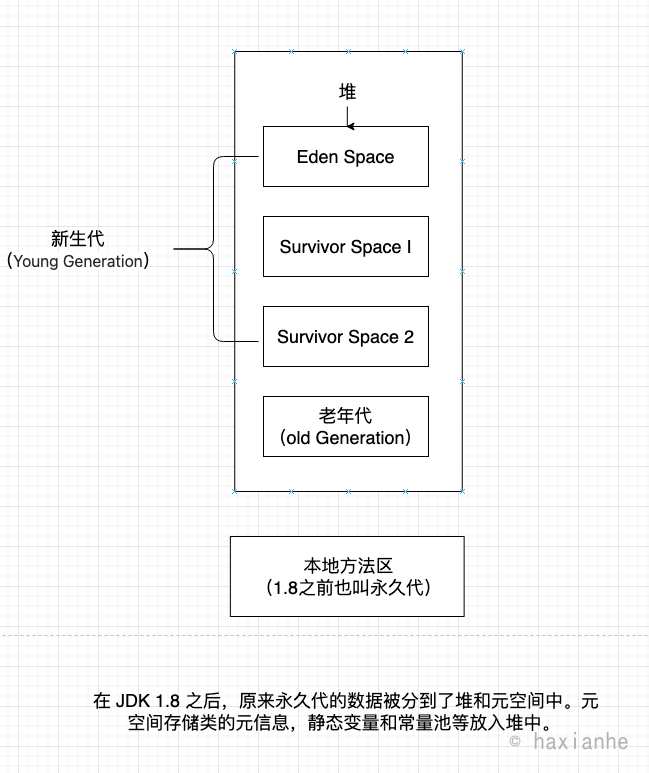 堆
Eden Space
新生代
（Young Generation）
Survivor Space I
Survivor Space 2
老年代
（old Generation）
本地方法区
（1.8之前也叫永久代）
在 JDK 1.8 之后，原来永久代的数据被分到了堆和元空间中。元
空间存储类的元信息，静态变量和常量池等放入堆中。
© haxianhe